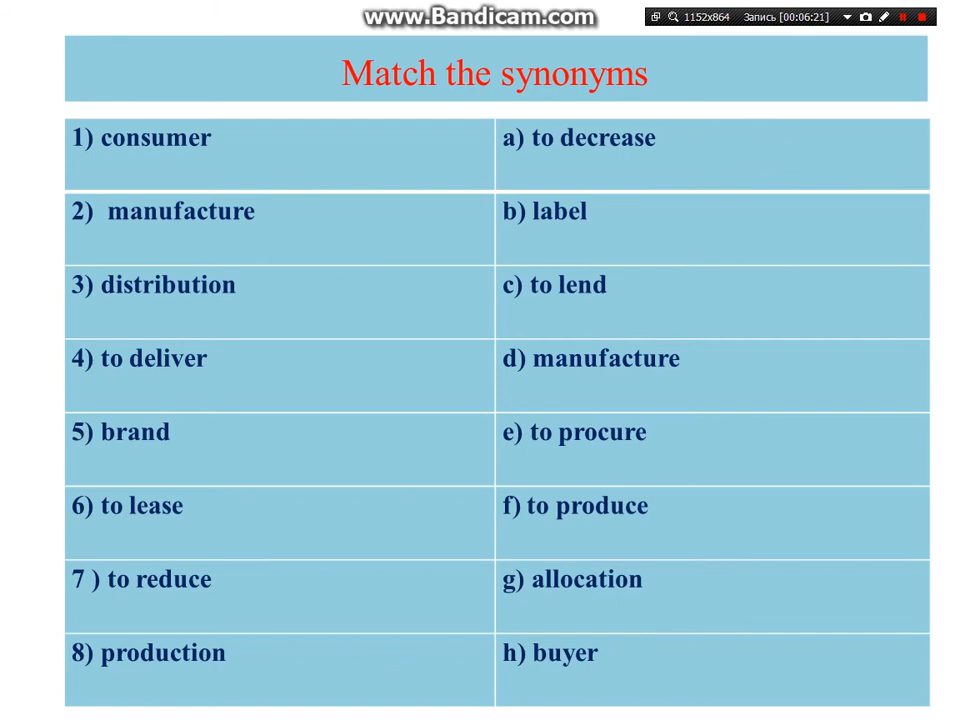 www.Bandicam.com
1152x864 Запись [00:06:21]
Match the synonyms
1) consumer a) to decrease
2) manufacture b) label
3) distribution c) to lend
4) to deliver d) manufacture
5) brand e) to procure
6) to lease f) to produce
7 ) to reduce g) allocation
8) production h) buyer